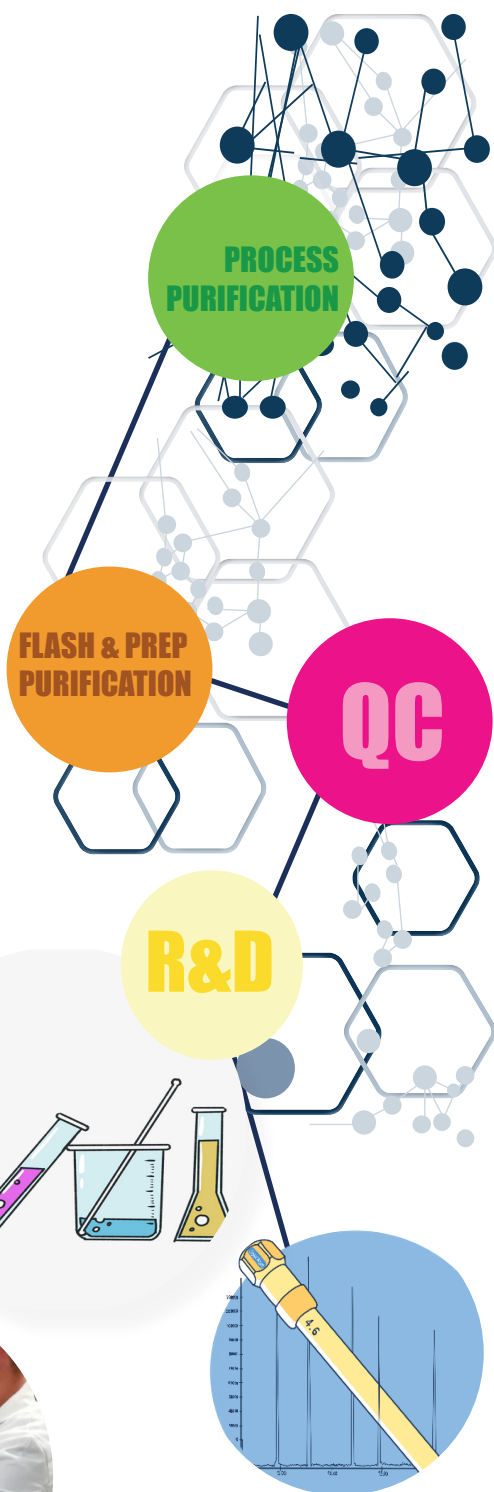 PROCESS
PURIFICATION
FLASH & PREP
PURIFICATION
QC
R&D
4.6